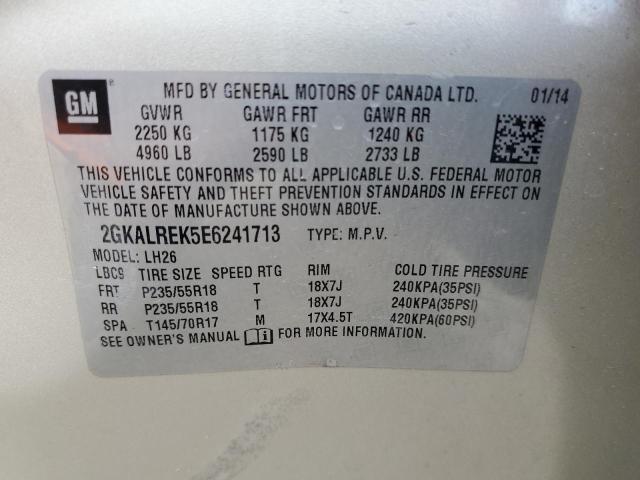 GM ® MFD BY GENERAL MOTORS OF CANADA LTD. 01/14
GVWR GAWR FRT GAWR RR
2250 KG 1175 KG 1240 KG
4960 LB 2590 LB 2733 LB
THIS VEHICLE CONFORMS TO ALL APPLICABLE U.S. FEDERAL MOTOR
VEHICLE SAFETY AND THEFT PREVENTION STANDARDS IN EFFECT ON
THE DATE OF MANUFACTURE SHOWN ABOVE.
2GKALREK5E6241713 TYPE: M.P.V.
MODEL: LH26
LBC9 TIRE SIZE SPEED RTG RIM COLD TIRE PRESSURE
FRT P235/55R18 T 18X7J 240KPA(35PSI)
RR P235/55R18 T 18X7J 240KPA(35PSI)
SPA T145/70R17 M 17X4.5T 420KPA(60PSI)
SEE OWNER'S MANUAL FOR MORE INFORMATION.